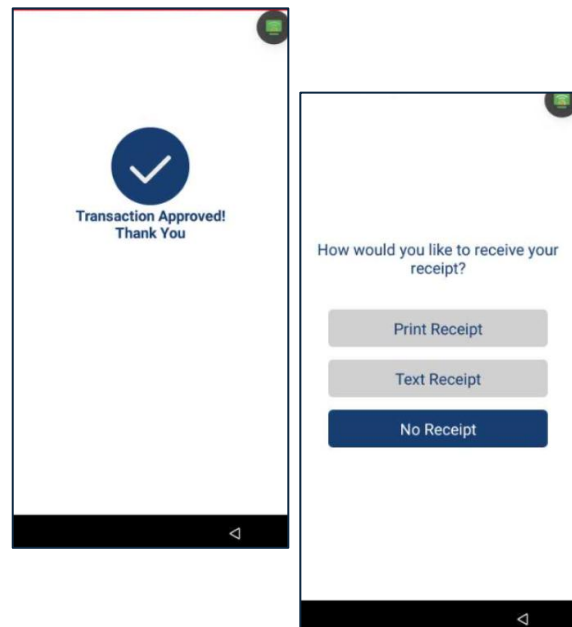 Transaction Approved!
Thank You
How would you like to receive your
receipt?
Print Receipt
Text Receipt
No Receipt